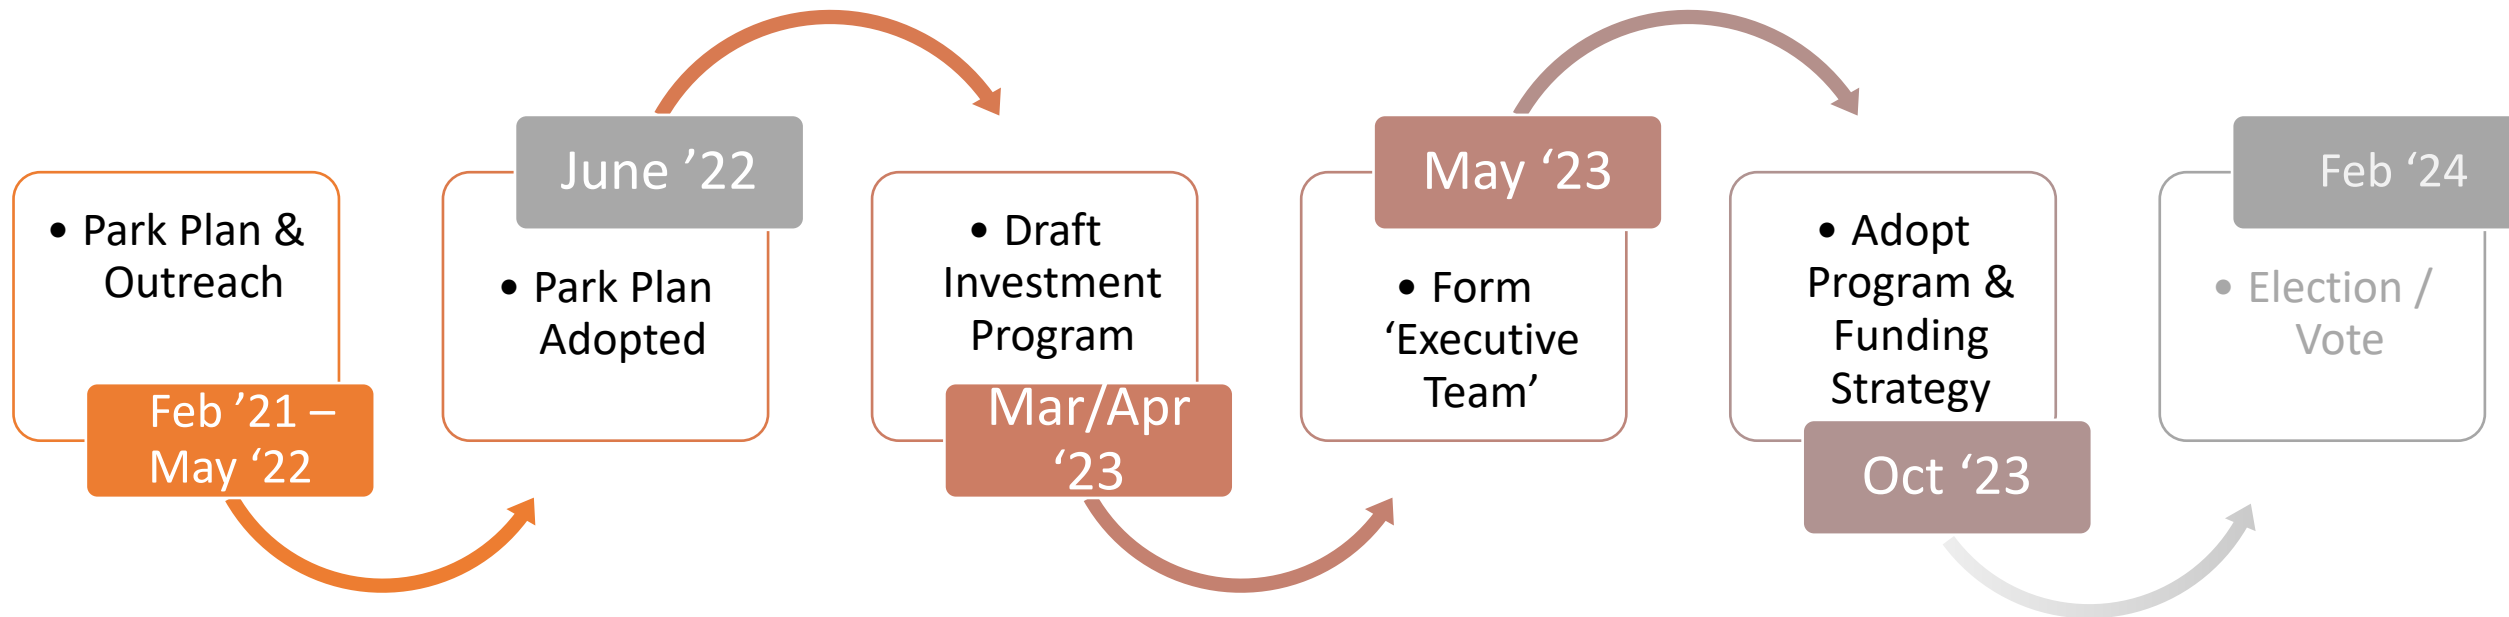 • Park Plan &
Outreach
Feb ’21 –
May ‘22
June ’22
• Park Plan
Adopted
• Draft
Investment
Program
Mar/Apr
‘23
May ‘23
• Form
‘Executive
Team’
• Adopt
Program &
Funding
Strategy
Oct ‘23
Feb ‘24
• Election /
Vote